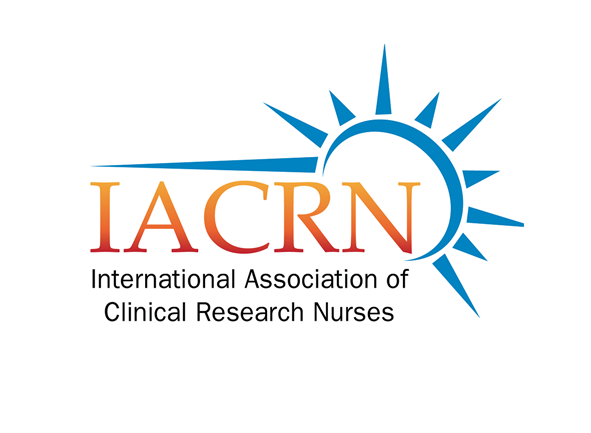 IACRN
International Association of
Clinical Research Nurses